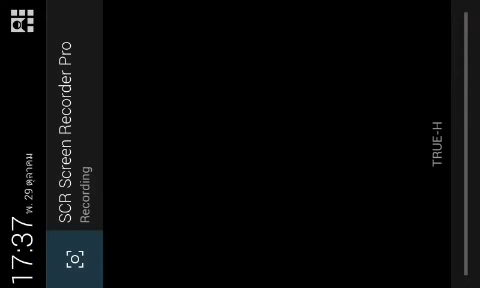 17:37 พ. 29 ตุลาคม
SCR Screen Recorder Pro
Recording
TRUE-H